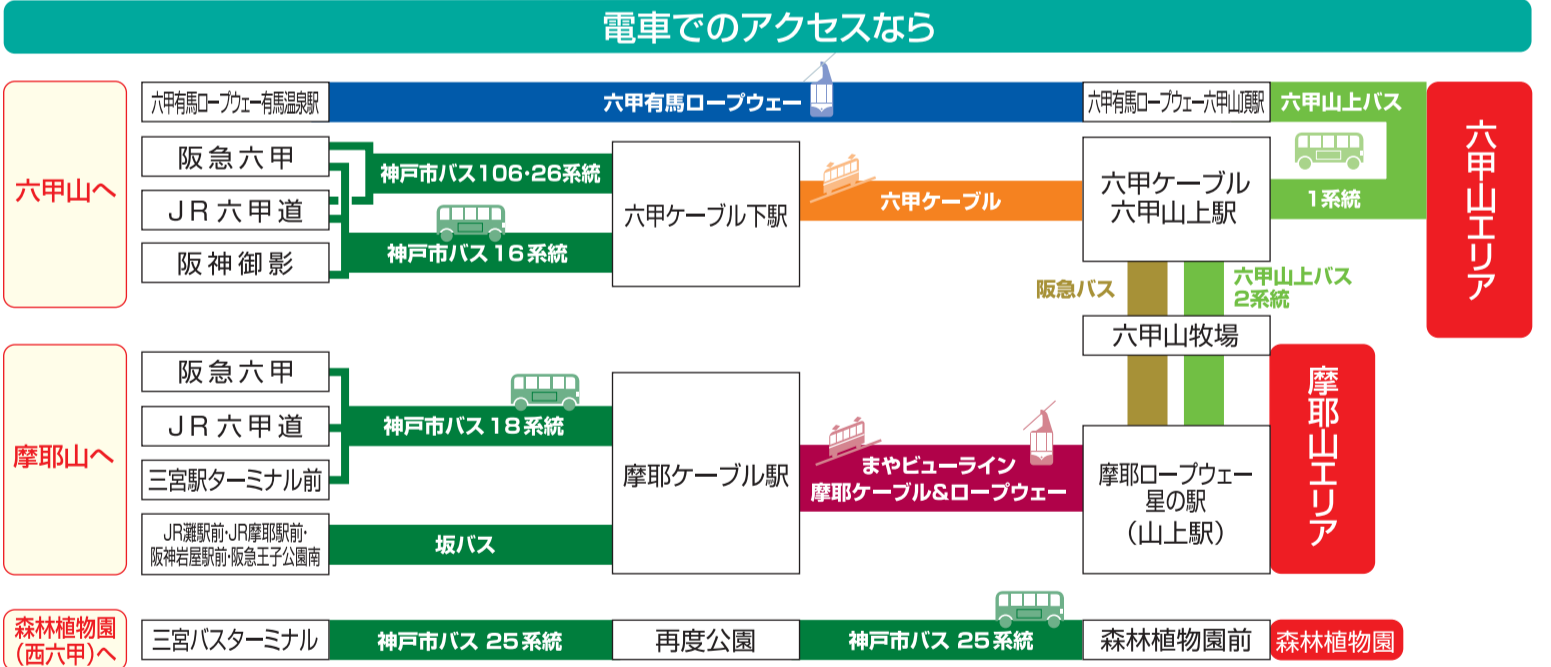 電車でのアクセスなら
六甲山へ
六甲有馬ロープウェー有馬温泉駅
六甲有馬ロープウェー
六甲有馬ロープウェー六甲山頂駅
六甲山上バス
1系統
六甲山エリア
阪急六甲
JR六甲道
阪神御影
神戸市バス106・26系統
神戸市バス16系統
六甲ケーブル下駅
六甲ケーブル
六甲ケーブル
六甲山上駅
阪急バス
六甲山上バス
2系統
六甲山牧場
摩耶山へ
阪急六甲
JR六甲道
三宮駅ターミナル前
JR灘駅前・JR摩耶駅前・
阪神岩屋駅前・阪急王子公園南
神戸市バス18系統
坂バス
摩耶ケーブル駅
まやビューライン
摩耶ケーブル&ロープウェー
摩耶ロープウェー
星の駅
(山上駅)
摩耶山エリア
森林植物園
(西六甲)へ
三宮バスターミナル
神戸市バス 25系統
再度公園
神戸市バス 25系統
森林植物園前
森林植物園